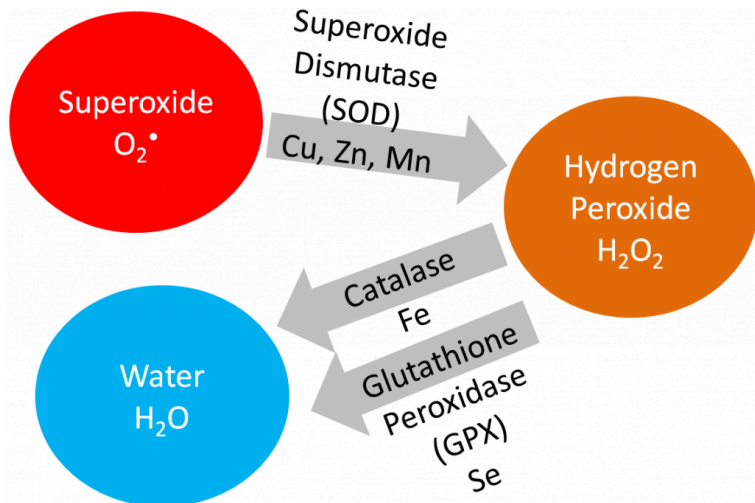 Superoxide
O₂•
Superoxide
Dismutase
(SOD)
Cu, Zn, Mn
Hydrogen
Peroxide
H₂O₂
Catalase
Fe
Glutathione
Peroxidase
(GPX)
Se
Water
H₂O